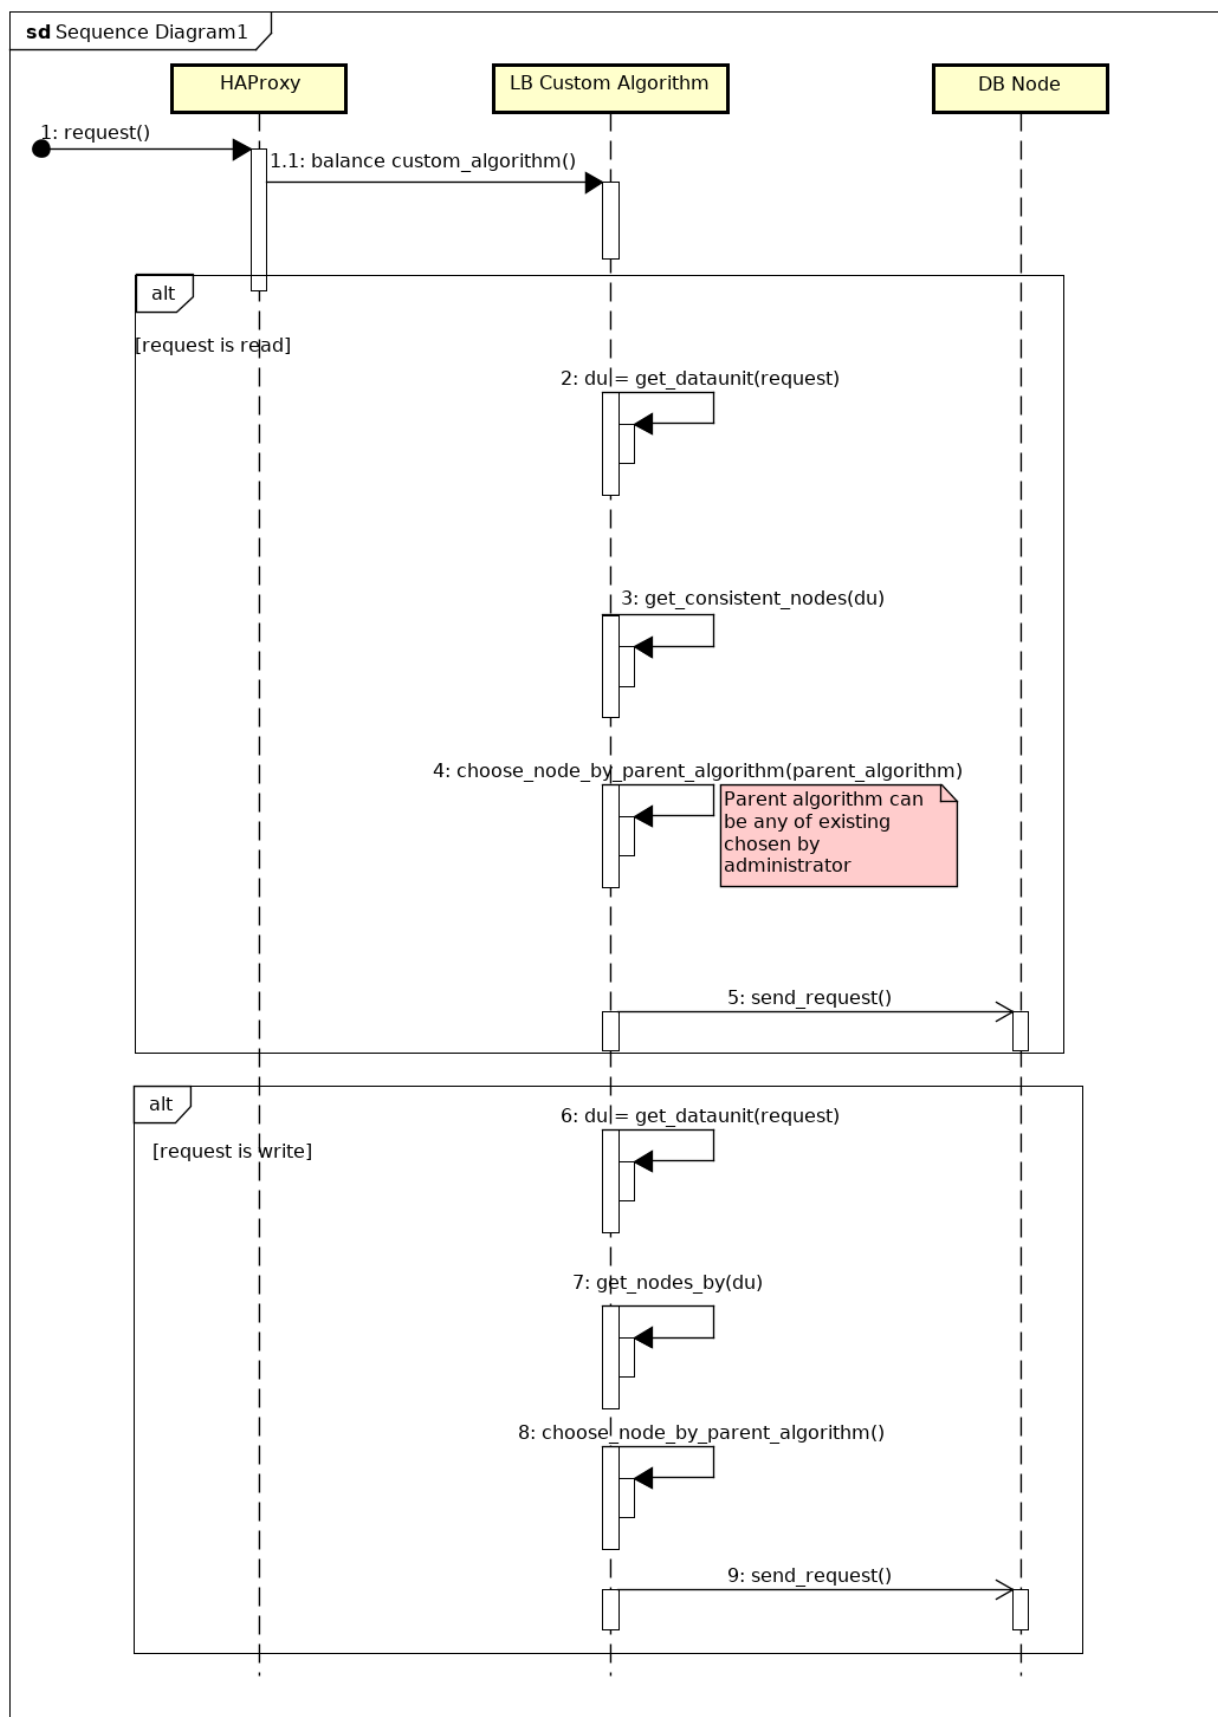 sd Sequence Diagram1
HAProxy
LB Custom Algorithm
DB Node
1: request()
1.1: balance custom_algorithm()
alt
[request is read]
2: du = get_dataunit(request)
3: get_consistent_nodes(du)
4: choose_node_by_parent_algorithm(parent_algorithm)
Parent algorithm can
be any of existing
chosen by
administrator
5: send_request()
alt
6: du = get_dataunit(request)
[request is write]
7: get_nodes_by(du)
8: choose_node_by_parent_algorithm()
9: send_request()